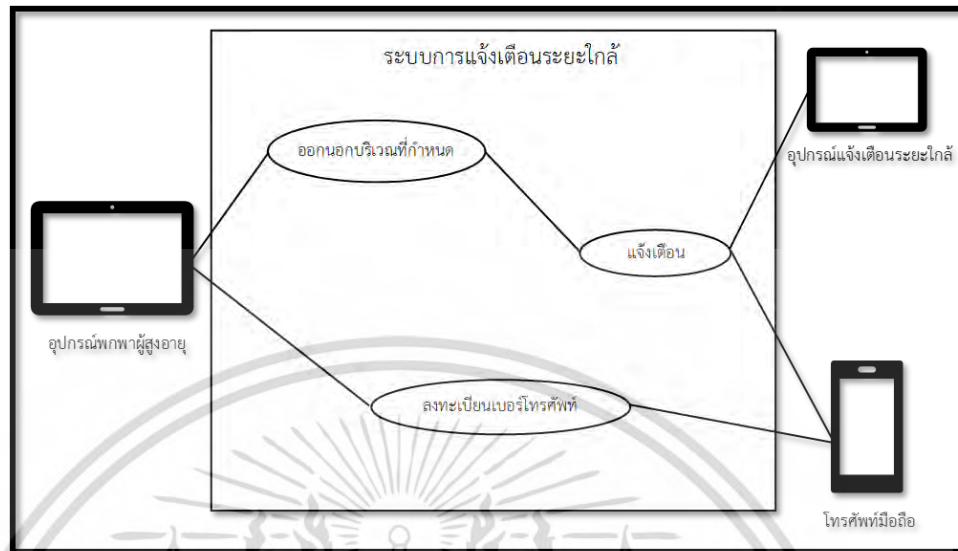 ระบบการแจ้งเตือนระยะใกล้
ออกนอกบริเวณที่กำหนด
อุปกรณ์แจ้งเตือนระยะใกล้
แจ้งเตือน
อุปกรณ์พกพาผู้สูงอายุ
ลงทะเบียนเบอร์โทรศัพท์
โทรศัพท์มือถือ